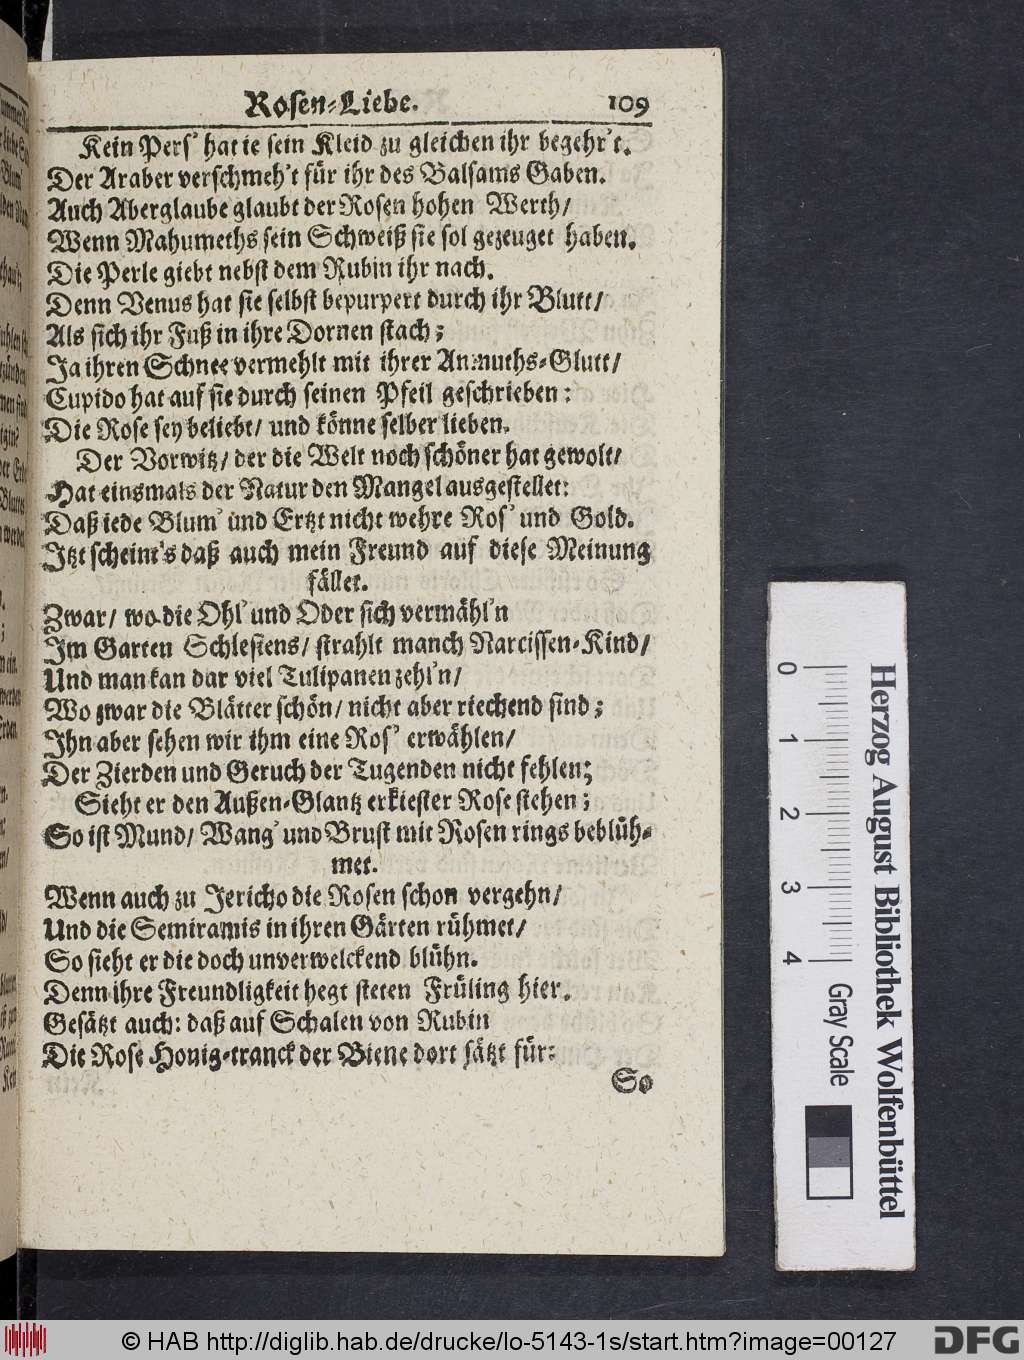 Rosen-Liebe. 109
Kein Pers' hat ie sein Kleid zu gleichen ihr begehr't.
Der Araber verschmeh't für ihr des Balsams Gaben.
Auch Aberglaube glaubt der Rosen hohen Werth/
Wenn Mahumeths sein Schweiß sie sol gezeuget haben.
Die Perle giebt nebst dem Rubin ihr nach.
Denn Venus hat sie selbst bepurpert durch ihr Blutt/
Als sich ihr Fuß in ihre Dornen stach;
Ja ihren Schnee vermehlt mit ihrer Anmuths-Glutt/
Cupido hat auf sie durch seinen Pfeil geschrieben:
Die Rose sey beliebt/ und könne selber lieben.
Der Vorwitz/ der die Welt noch schöner hat gewolt/
Hat einsmals der Natur den Mangel ausgestellet:
Daß iede Blum' und Ertzt nicht wehre Ros' und Gold.
Itzt scheint's daß auch mein Freund auf diese Meinung
fället.
Zwar/ wo die Ohl' und Oder sich vermähl'n
Im Garten Schlesiens/ strahlt manch Narcissen-Kind/
Und man kan dar viel Tulipanen zehl'n/
Wo zwar die Blätter schön/ nicht aber riechend sind;
Ihn aber sehen wir ihm eine Ros' erwählen/
Der Zierden und Geruch der Tugenden nicht fehlen;
Sieht er den Außen-Glantz erkiester Rose stehen;
So ist Mund/ Wang' und Brust mit Rosen rings beblüh-
met.
Wenn auch zu Jericho die Rosen schon vergehn/
Und die Semiramis in ihren Gärten rühmet/
So sieht er die doch unverwelckend blühn.
Denn ihre Freundligkeit hegt steten Früling hier.
Gesätzt auch: daß auf Schalen von Rubin
Die Rose Honig-tranck der Biene dort sätzt für:
So
0 1 2 3 4 Gray Scale
Herzog August Bibliothek Wolfenbüttel
© HAB http://diglib.hab.de/drucke/lo-5143-1s/start.htm?image=00127
DFG